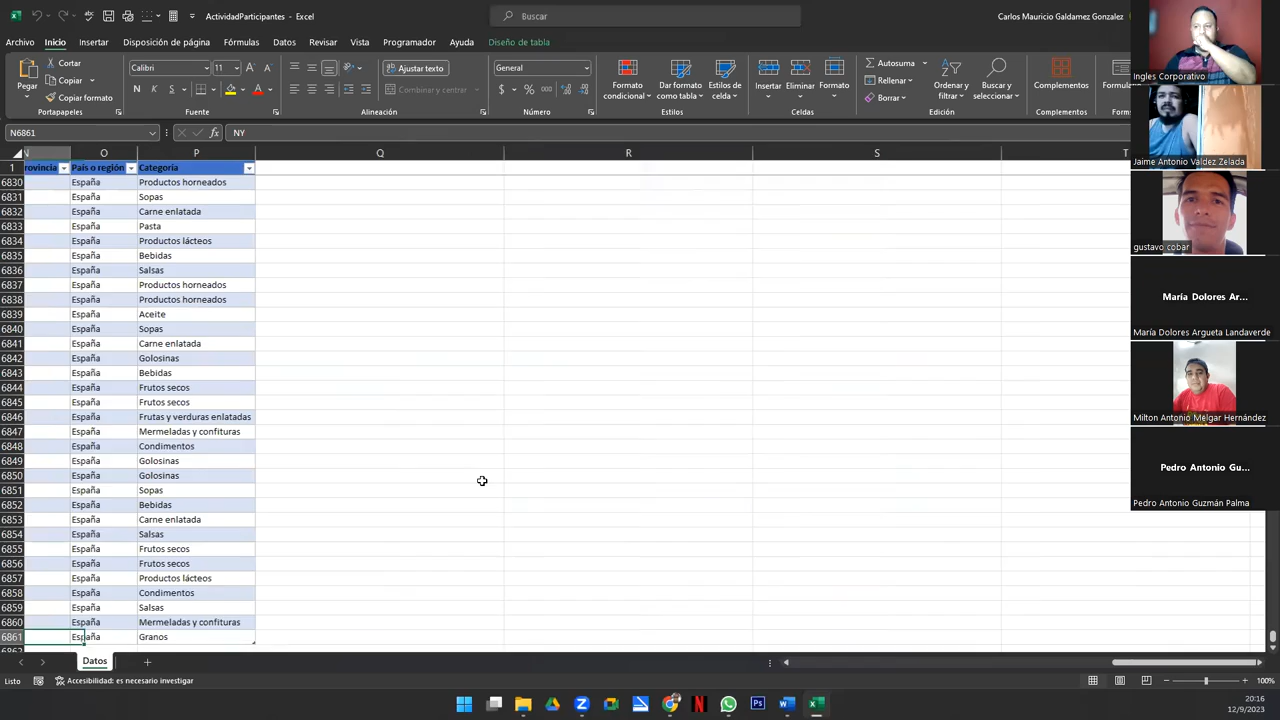 ActividadParticipantes - Excel
Buscar
Carlos Mauricio Galdamez Gonzalez
Archivo Inicio Insertar Disposición de página Fórmulas Datos Revisar Vista Programador Ayuda Diseño de tabla
Pegar
Cortar
Copiar
Copiar formato
Portapapeles
Calibri 11
N K S
Fuente
Ajustar texto
Combinar y centrar
Alineación
General
$ % 000
Número
Formato condicional
Dar formato como tabla
Estilos de celda
Estilos
Insertar Eliminar Formato
Celdas
Autosuma
Rellenar
Borrar
Ordenar y filtrar
Buscar y seleccionar
Edición
Complementos
Complementos
N6861 fx NY
O P Q R S T
1 rovincia País o región Categoría
6830 España Productos horneados
6831 España Sopas
6832 España Carne enlatada
6833 España Pasta
6834 España Productos lácteos
6835 España Bebidas
6836 España Salsas
6837 España Productos horneados
6838 España Productos horneados
6839 España Aceite
6840 España Sopas
6841 España Carne enlatada
6842 España Golosinas
6843 España Bebidas
6844 España Frutos secos
6845 España Frutos secos
6846 España Frutas y verduras enlatadas
6847 España Mermeladas y confituras
6848 España Condimentos
6849 España Golosinas
6850 España Golosinas
6851 España Sopas
6852 España Bebidas
6853 España Carne enlatada
6854 España Salsas
6855 España Frutos secos
6856 España Frutos secos
6857 España Productos lácteos
6858 España Condimentos
6859 España Salsas
6860 España Mermeladas y confituras
6861 España Granos
Datos
Listo Accesibilidad: es necesario investigar 100%
20:16
12/9/2023
Ingles Corporativo
Jaime Antonio Valdez Zelada
gustavo cobar
María Dolores Ar...
María Dolores Argueta Landaverde
Milton Antonio Melgar Hernández
Pedro Antonio Gu...
Pedro Antonio Guzmán Palma